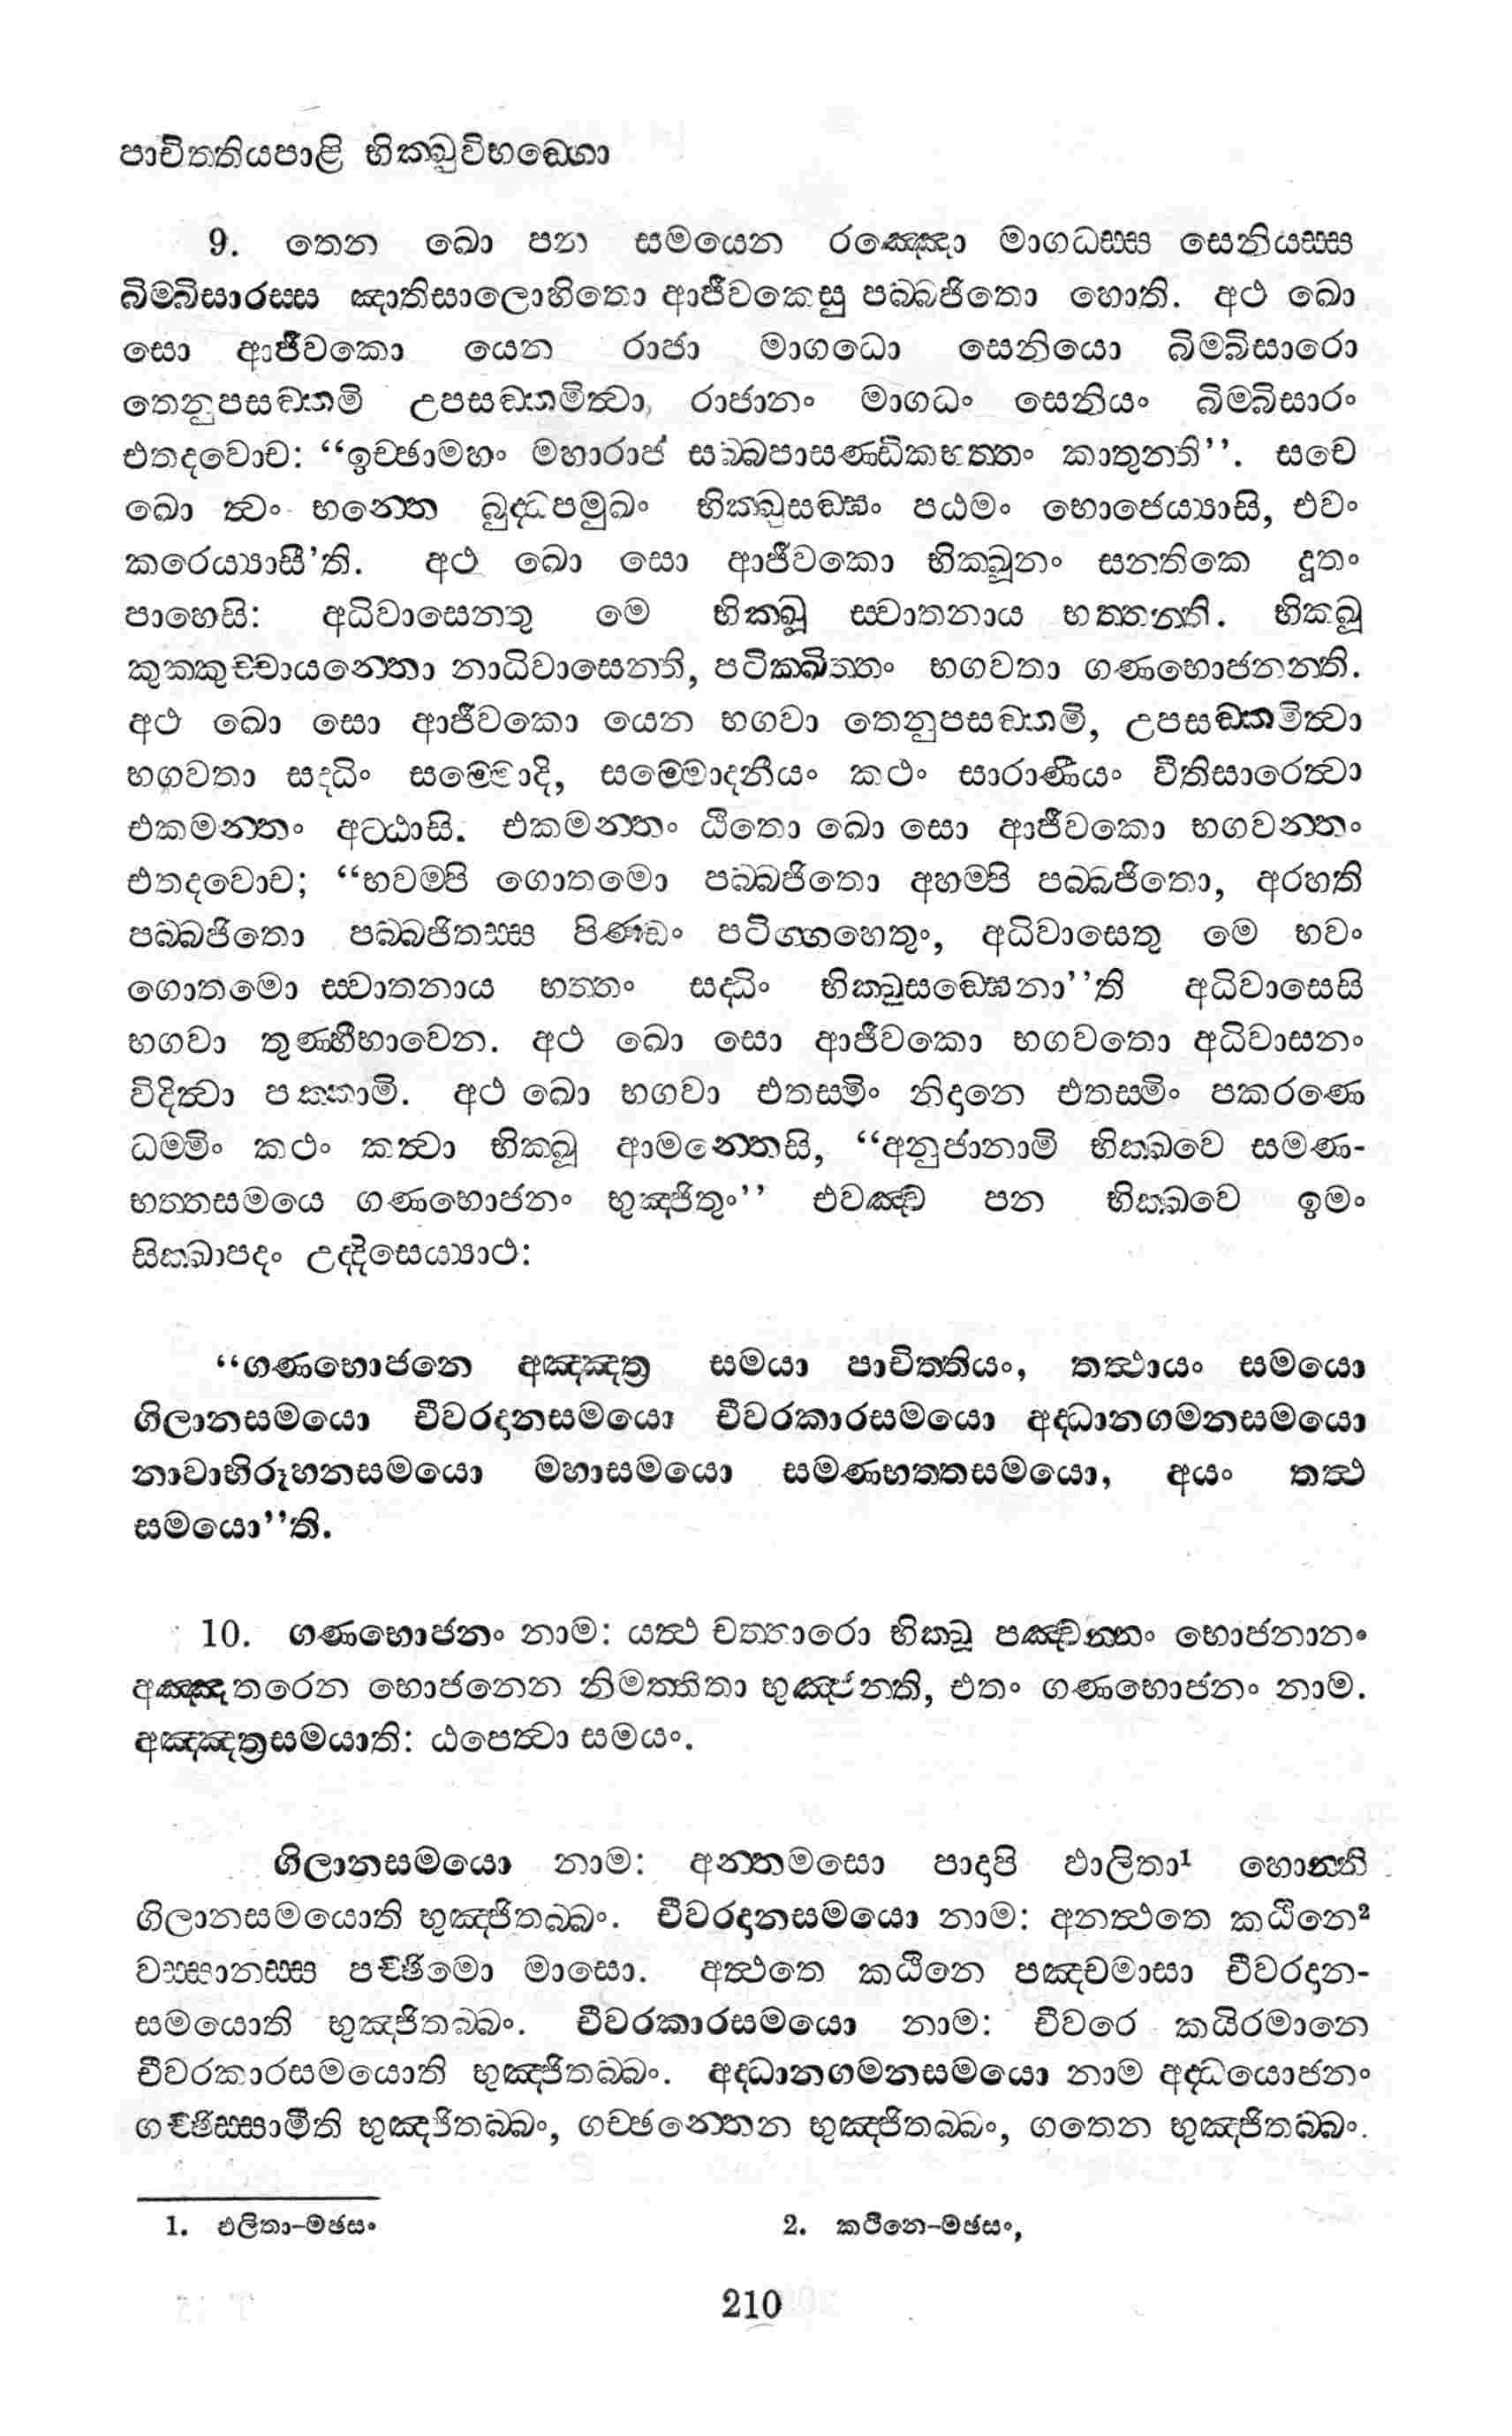 පාචිත්තියපාළි භික්ඛුවිභඞ්ගො
9. තෙන ඛො පන සමයෙන රඤ්ඤො මාගධස්ස සෙනියස්ස
බිම්බිසාරස්ස ඤාතිසාලොහිතො ආජීවකෙසු පබ්බජිතො හොති. අථ ඛො
සො ආජීවකො යෙන රාජා මාගධො සෙනියො බිම්බිසාරො
තෙනුපසඞ්කමි උපසඞ්කමිත්වා, රාජානං මාගධං සෙනියං බිම්බිසාරං
එතදවොච: “ඉච්ඡාමහං මහාරාජ සබ්බපාසණ්ඩිකභත්තං කාතුන්ති”. සචෙ
ඛො ත්වං භන්තෙ බුද්ධපමුඛං භික්ඛුසඞ්ඝං පඨමං භොජෙය්‍යාසි, එවං
කරෙය්‍යාසී’ති. අථ ඛො සො ආජීවකො භික්ඛූනං සන්තිකෙ දූතං
පාහෙසි: අධිවාසෙන්තු මෙ භික්ඛූ ස්වාතනාය භත්තන්ති. භික්ඛූ
කුක්කුච්චායන්තො නාධිවාසෙන්ති, පටික්ඛිත්තං භගවතා ගණභොජනන්ති.
අථ ඛො සො ආජීවකො යෙන භගවා තෙනුපසඞ්කමි, උපසඞ්කමිත්වා
භගවතා සද්ධිං සම්මොදි, සම්මොදනීයං කථං සාරාණීයං වීතිසාරෙත්වා
එකමන්තං අට්ඨාසි. එකමන්තං ඨිතො ඛො සො ආජීවකො භගවන්තං
එතදවොච; “භවම්පි ගොතමො පබ්බජිතො අහම්පි පබ්බජිතො, අරහති
පබ්බජිතො පබ්බජිතස්ස පිණ්ඩං පටිග්ගහෙතුං, අධිවාසෙතු මෙ භවං
ගොතමො ස්වාතනාය භත්තං සද්ධිං භික්ඛුසඞ්ඝෙනා”ති අධිවාසෙසි
භගවා තුණ්හීභාවෙන. අථ ඛො සො ආජීවකො භගවතො අධිවාසනං
විදිත්වා පක්කාමි. අථ ඛො භගවා එතස්මිං නිදානෙ එතස්මිං පකරණෙ
ධම්මිං කථං කත්වා භික්ඛූ ආමන්තෙසි, “අනුජානාමි භික්ඛවෙ සමණ-
භත්තසමයෙ ගණභොජනං භුඤ්ජිතුං” එවඤ්ච පන භික්ඛවෙ ඉමං
සික්ඛාපදං උද්දිසෙය්‍යාථ:
“ගණභොජනෙ අඤ්ඤත්‍ර සමයා පාචිත්තියං, තත්ථායං සමයො
ගිලානසමයො චීවරදානසමයො චීවරකාරසමයො අද්ධානගමනසමයො
නාවාභිරූහනසමයො මහාසමයො සමණභත්තසමයො, අයං තත්ථ
සමයො”ති.
10. ගණභොජනං නාම: යත්ථ චත්තාරො භික්ඛූ පඤ්චන්නං භොජනානං
අඤ්ඤතරෙන භොජනෙන නිමත්තිතා භුඤ්ජන්ති, එතං ගණභොජනං නාම.
අඤ්ඤත්‍රසමයාති: ඨපෙත්වා සමයං.
ගිලානසමයො නාම: අන්තමසො පාදාපි ඵාලිතා¹ හොන්ති
ගිලානසමයොති භුඤ්ජිතබ්බං. චීවරදානසමයො නාම: අනත්ථතෙ කඨිනෙ²
වස්සානස්ස පච්ඡිමො මාසො. අත්ථතෙ කඨිනෙ පඤ්චමාසා චීවරදාන-
සමයොති භුඤ්ජිතබ්බං. චීවරකාරසමයො නාම: චීවරෙ කයිරමානෙ
චීවරකාරසමයොති භුඤ්ජිතබ්බං. අද්ධානගමනසමයො නාම අද්ධයොජනං
ගච්ඡිස්සාමීති භුඤ්ජිතබ්බං, ගච්ඡන්තෙන භුඤ්ජිතබ්බං, ගතෙන භුඤ්ජිතබ්බං.
1. ඵලිතා-මඡසං 2. කථිනෙ-මඡසං,
210